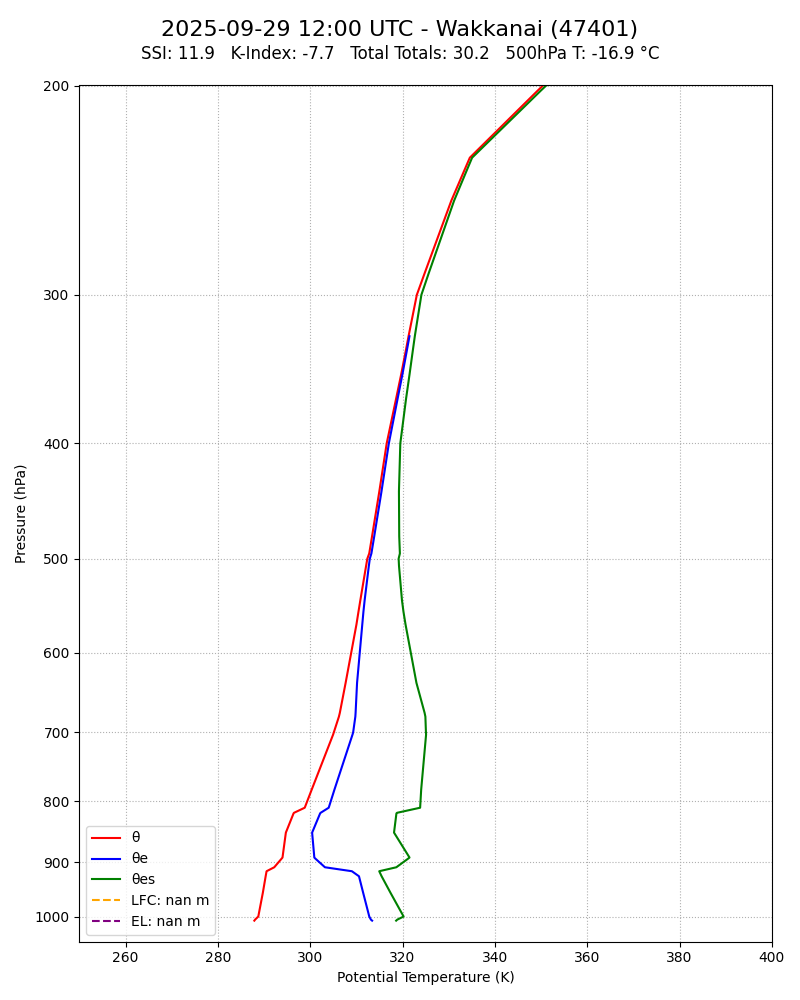 2025-09-29 12:00 UTC - Wakkanai (47401)
SSI: 11.9   K-Index: -7.7   Total Totals: 30.2   500hPa T: -16.9 °C
200
300
400
500
600
700
800
900
1000
Pressure (hPa)
θ
θe
θes
LFC: nan m
EL: nan m
260 280 300 320 340 360 380 400
Potential Temperature (K)